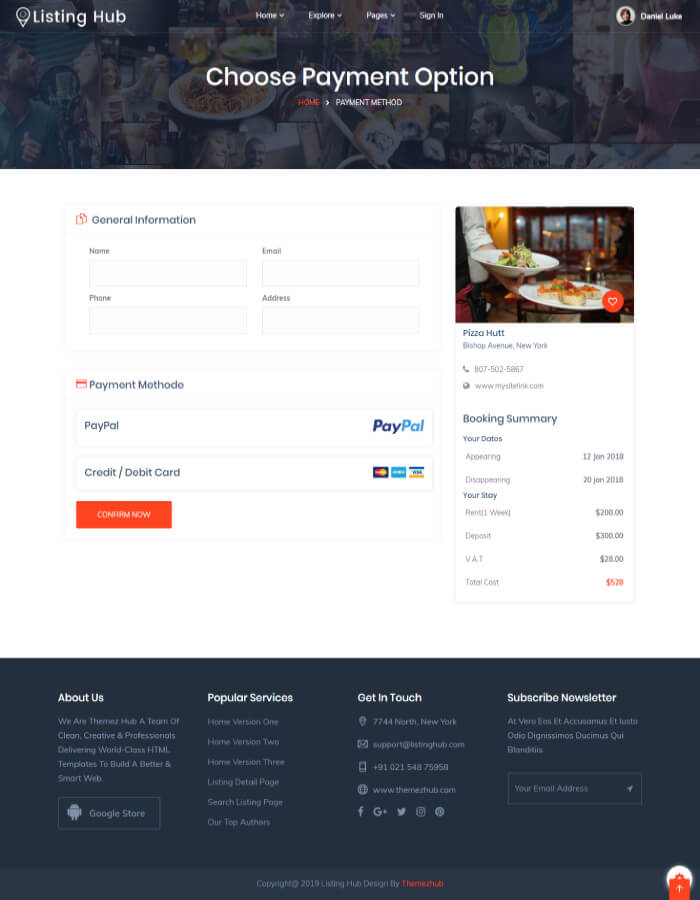 Listing Hub
Home Explore Pages Sign In
Daniel Luke
Choose Payment Option
HOME > PAYMENT METHOD
General Information
Name Email
Phone Address
Payment Methode
PayPal PayPal
Credit / Debit Card VISA
CONFIRM NOW
Pizza Hutt
Bishop Avenue, New York
807-502-5867
www.mysitelink.com
Booking Summary
Your Dates
Appearing 12 Jan 2018
Disappearing 20 jan 2018
Your Stay
Rent(1 Week) $200.00
Deposit $300.00
V.A.T $28.00
Total Cost $528
About Us
We Are Themez Hub A Team Of
Clean, Creative & Professionals
Delivering World-Class HTML
Templates To Build A Better &
Smart Web.
Google Store
Popular Services
Home Version One
Home Version Two
Home Version Three
Listing Detail Page
Search Listing Page
Our Top Authors
Get In Touch
7744 North, New York
support@listinghub.com
+91 021 548 75958
www.themezhub.com
Subscribe Newsletter
At Vero Eos Et Accusamus Et Iusto
Odio Dignissimos Ducimus Qui
Blanditiis
Your Email Address
Copyright@ 2019 Listing Hub Design By Themezhub